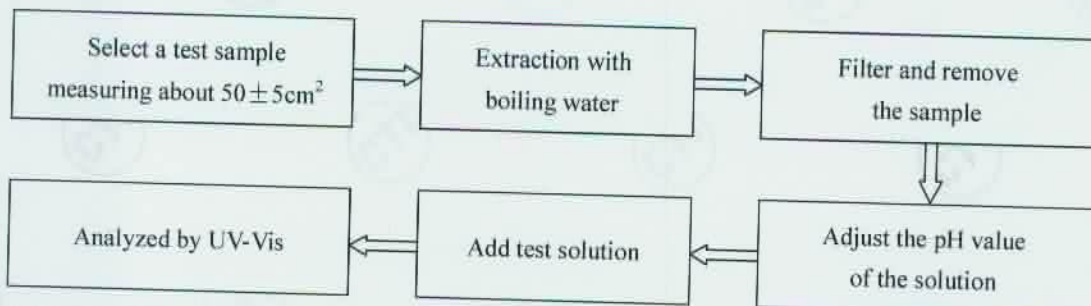 Select a test sample
measuring about 50±5cm²
Extraction with
boiling water
Filter and remove
the sample
Adjust the pH value
of the solution
Add test solution
Analyzed by UV-Vis